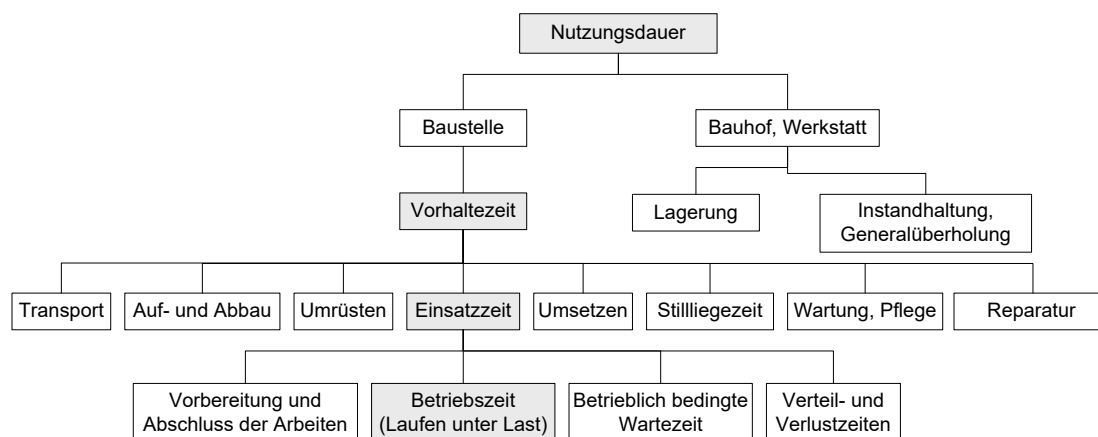 Nutzungsdauer
Baustelle
Bauhof, Werkstatt
Vorhaltezeit
Lagerung
Instandhaltung,
Generalüberholung
Transport
Auf- und Abbau
Umrüsten
Einsatzzeit
Umsetzen
Stillliegezeit
Wartung, Pflege
Reparatur
Vorbereitung und
Abschluss der Arbeiten
Betriebszeit
(Laufen unter Last)
Betrieblich bedingte
Wartezeit
Verteil- und
Verlustzeiten